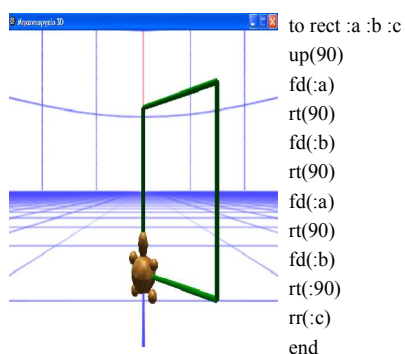 Μηχανουργείο 3D
to rect :a :b :c
up(90)
fd(:a)
rt(90)
fd(:b)
rt(90)
fd(:a)
rt(90)
fd(:b)
rt(:90)
rr(:c)
end